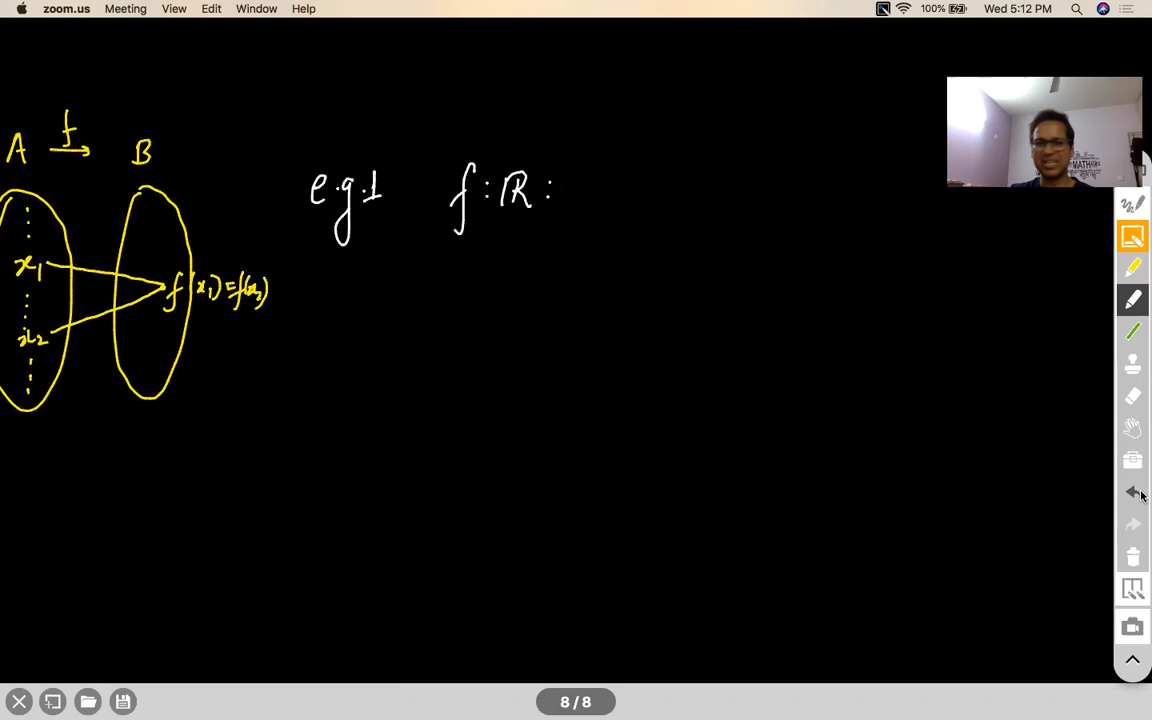 zoom.us Meeting View Edit Window Help 100% Wed 5:12 PM
A f B
e.g:1 f : ℝ :
x₁
f(x₁) = f(x₂)
x₂
MATH
8 / 8